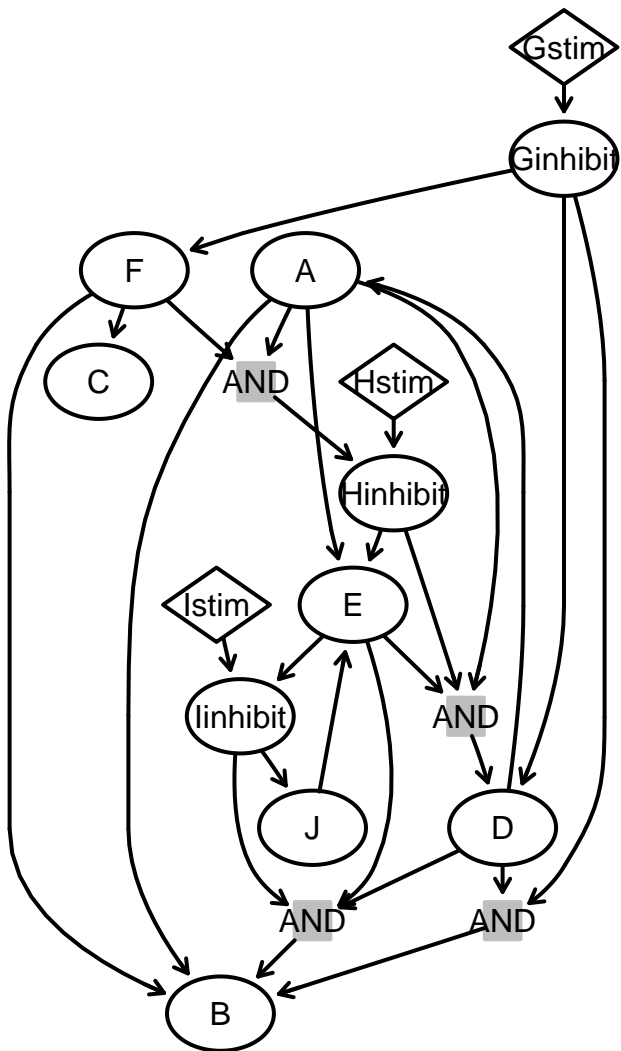 Gstim
Ginhibit
F
A
C
AND
Hstim
Hinhibit
Istim
E
Iinhibit
AND
J
D
AND
AND
B